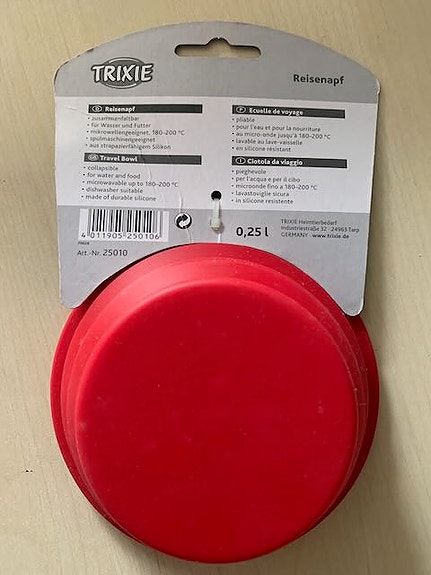 TRIXIE
Reisenapf
D Reisenapf
• zusammenfaltbar
• für Wasser und Futter
• mikrowellengeeignet, 180–200 °C
• spülmaschinengeeignet
• aus strapazierfähigem Silikon
GB Travel Bowl
• collapsible
• for water and food
• microwavable up to 180–200 °C
• dishwasher suitable
• made of durable silicone
F Ecuelle de voyage
• pliable
• pour l'eau et pour la nourriture
• au micro-onde jusqu'à 180–200 °C
• lavable au lave-vaisselle
• en silicone résistant
I Ciotola da viaggio
• pieghevole
• per l'acqua e per il cibo
• microonde fino a 180–200 °C
• lavastoviglie sicura
• in silicone resistente
4 011905 250106
Art.-Nr. 25010
0,25 l
TRIXIE Heimtierbedarf
Industriestraße 32 · 24963 Tarp
GERMANY · www.trixie.de